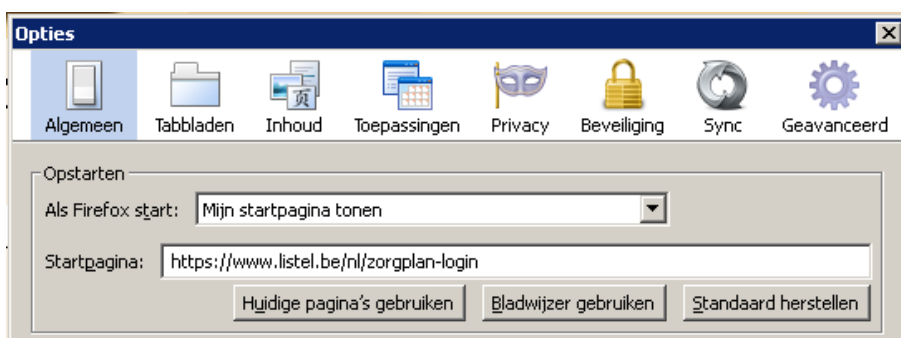 Opties
Algemeen Tabbladen Inhoud Toepassingen Privacy Beveiliging Sync Geavanceerd
页
Opstarten
Als Firefox start: Mijn startpagina tonen
Startpagina: https://www.listel.be/nl/zorgplan-login
Huidige pagina's gebruiken Bladwijzer gebruiken Standaard herstellen